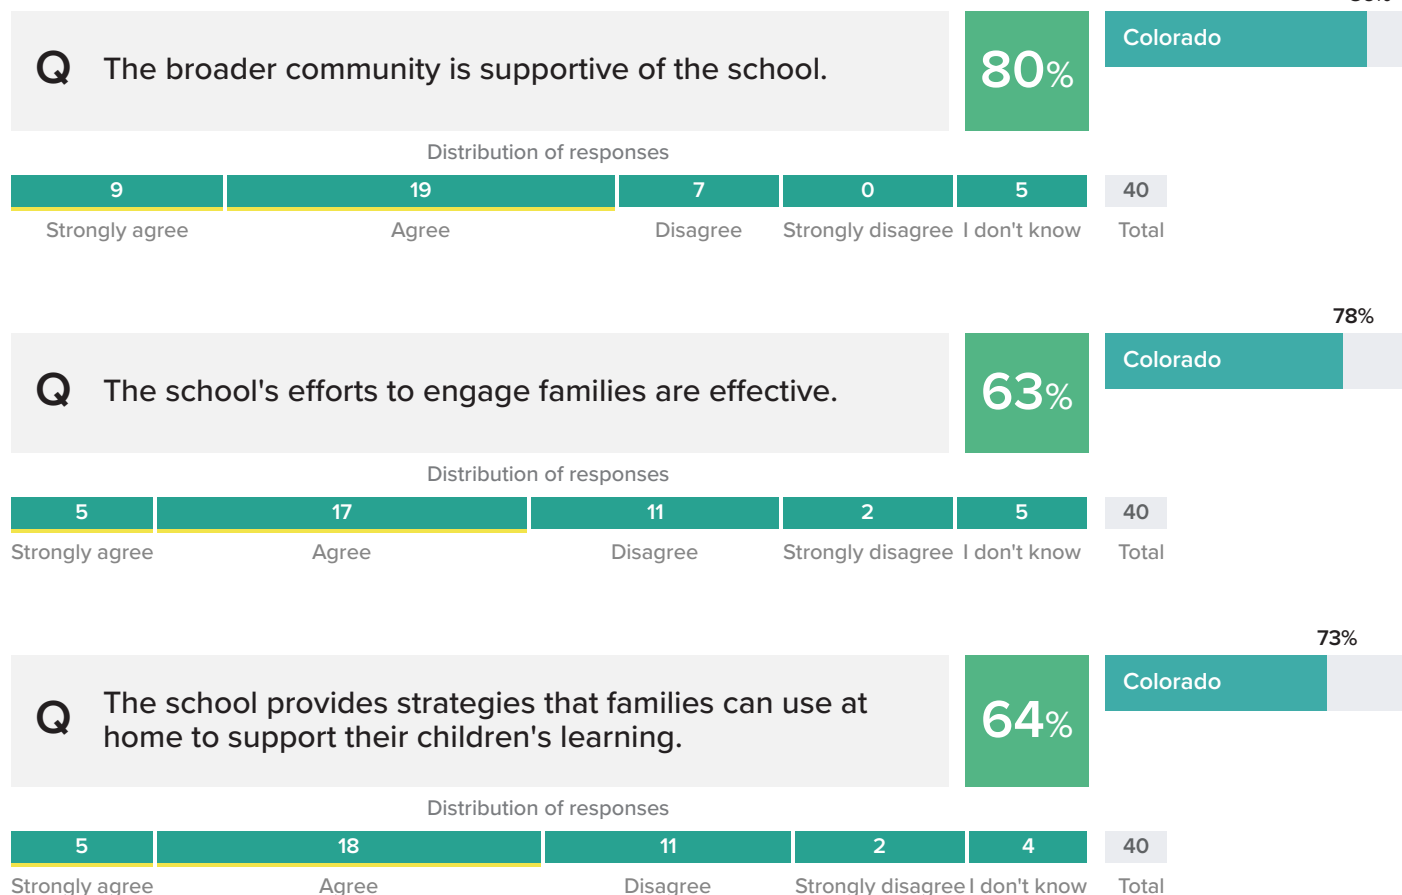 Q The broader community is supportive of the school. 80% Colorado
Distribution of responses
9 19 7 0 5 40
Strongly agree Agree Disagree Strongly disagree I don't know Total
78%
Q The school's efforts to engage families are effective. 63% Colorado
Distribution of responses
5 17 11 2 5 40
Strongly agree Agree Disagree Strongly disagree I don't know Total
73%
Q The school provides strategies that families can use at
home to support their children's learning. 64% Colorado
Distribution of responses
5 18 11 2 4 40
Strongly agree Agree Disagree Strongly disagree I don't know Total